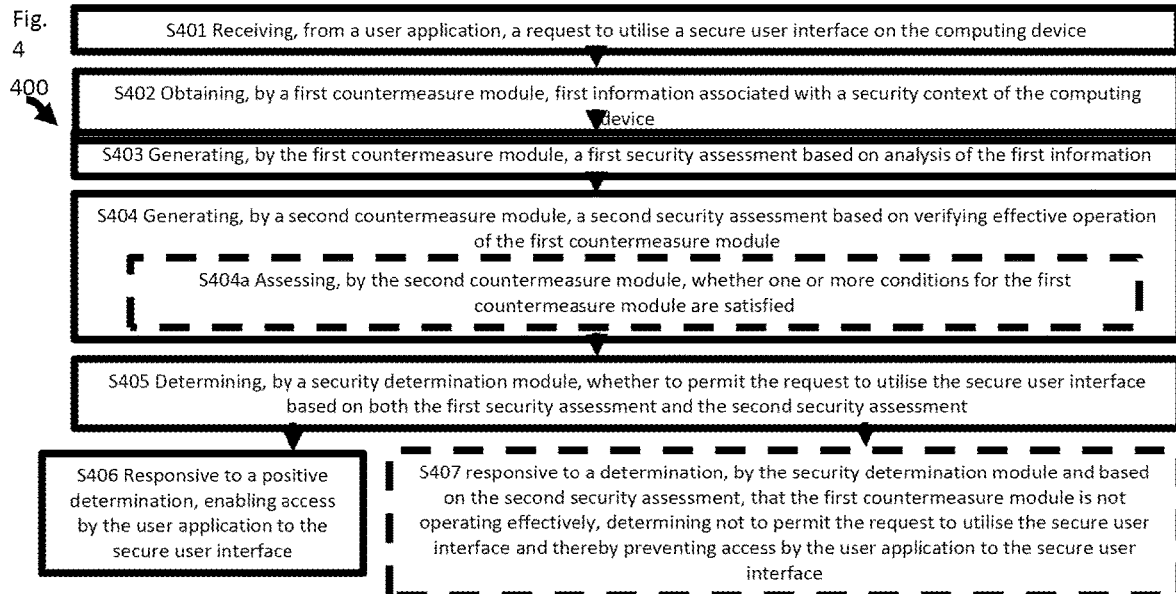 Fig.
4
400
S401 Receiving, from a user application, a request to utilise a secure user interface on the computing device
S402 Obtaining, by a first countermeasure module, first information associated with a security context of the computing
device
S403 Generating, by the first countermeasure module, a first security assessment based on analysis of the first information
S404 Generating, by a second countermeasure module, a second security assessment based on verifying effective operation
of the first countermeasure module
S404a Assessing, by the second countermeasure module, whether one or more conditions for the first
countermeasure module are satisfied
S405 Determining, by a security determination module, whether to permit the request to utilise the secure user interface
based on both the first security assessment and the second security assessment
S406 Responsive to a positive
determination, enabling access
by the user application to the
secure user interface
S407 responsive to a determination, by the security determination module and based
on the second security assessment, that the first countermeasure module is not
operating effectively, determining not to permit the request to utilise the secure user
interface and thereby preventing access by the user application to the secure user
interface